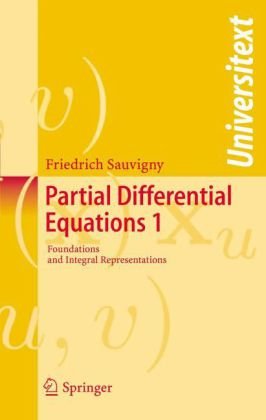 Universitext
v)
Friedrich Sauvigny
Partial Differential
Equations 1
(x) x u
Foundations
and Integral Representations
u, v)
Springer